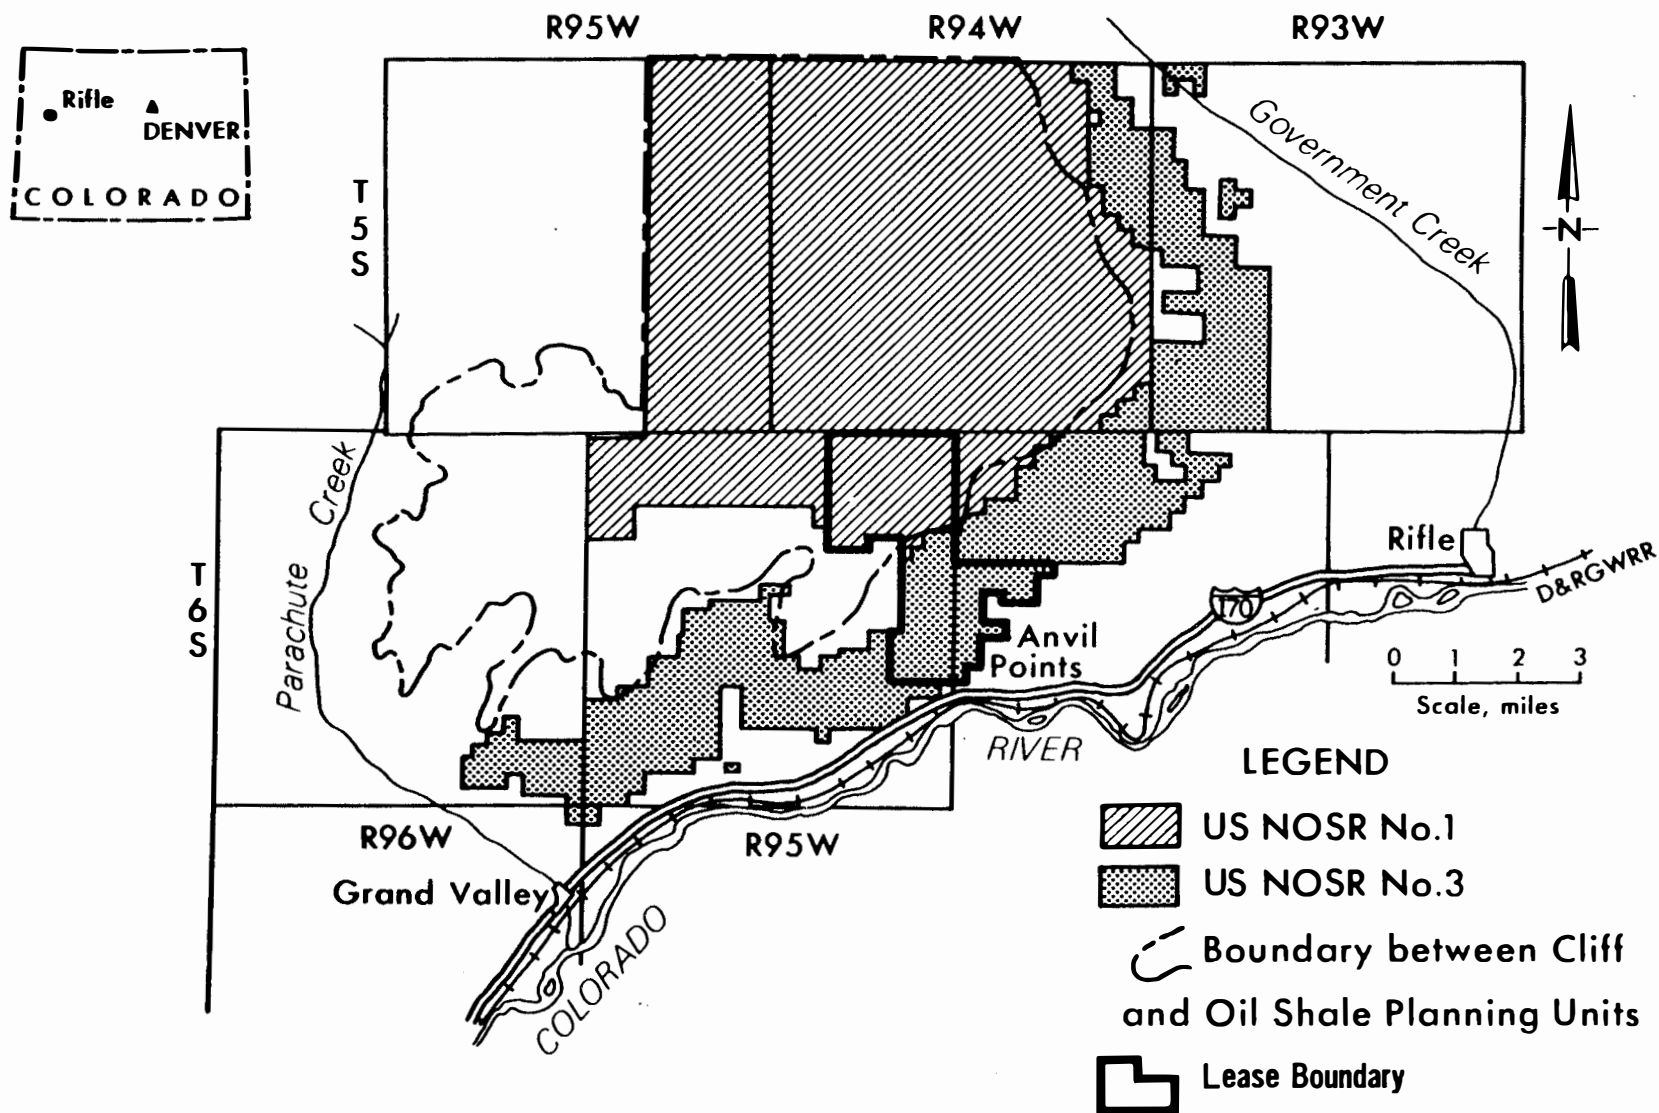 R95W
R94W
R93W
Rifle
DENVER
COLORADO
T
5
S
Government Creek
N
Parachute Creek
T
6
S
Rifle
D&RGWRR
I70
Anvil
Points
0 1 2 3
Scale, miles
RIVER
R96W
R95W
Grand Valley
COLORADO
LEGEND
US NOSR No.1
US NOSR No.3
Boundary between Cliff
and Oil Shale Planning Units
Lease Boundary